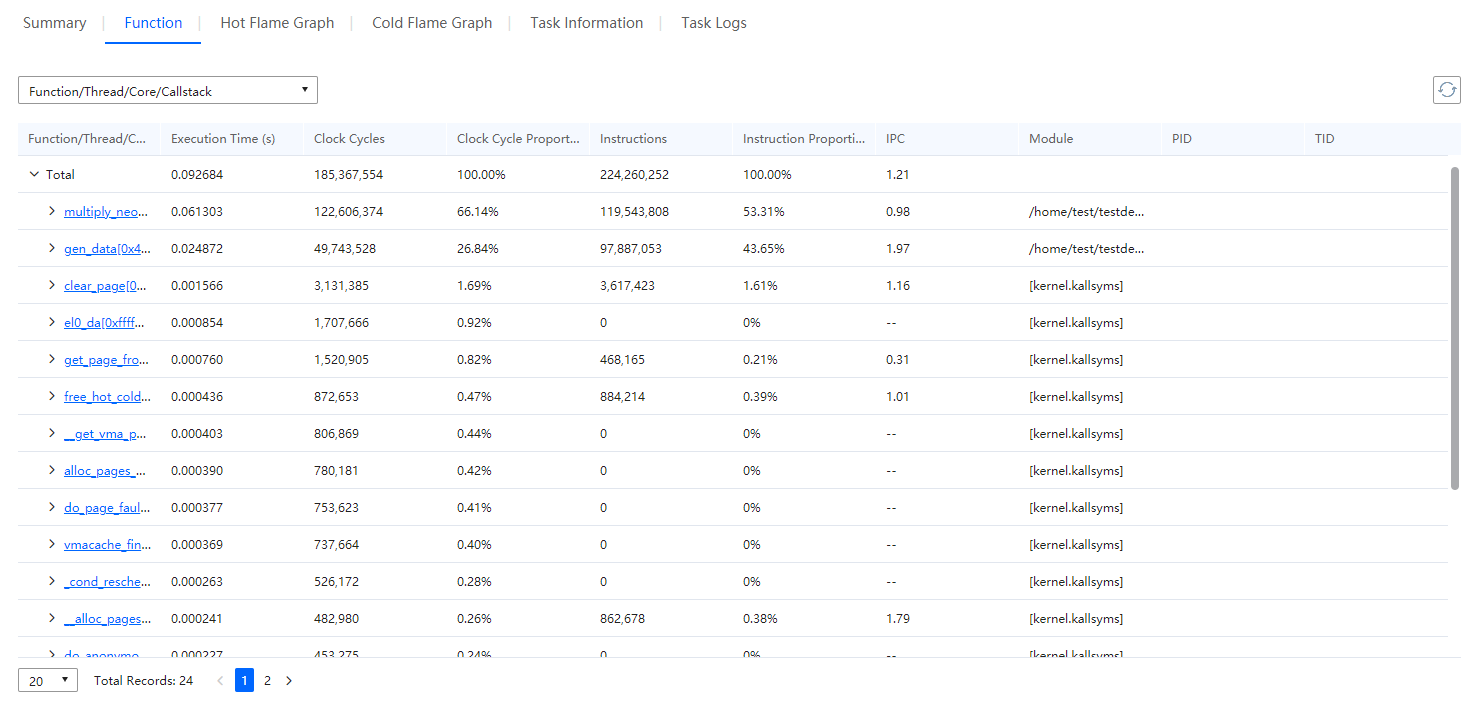 Summary Function Hot Flame Graph Cold Flame Graph Task Information Task Logs
Function/Thread/Core/Callstack
Function/Thread/C... Execution Time (s) Clock Cycles Clock Cycle Proport... Instructions Instruction Proporti... IPC Module PID TID
Total 0.092684 185,367,554 100.00% 224,260,252 100.00% 1.21
multiply_neo... 0.061303 122,606,374 66.14% 119,543,808 53.31% 0.98 /home/test/testde...
gen_data[0x4... 0.024872 49,743,528 26.84% 97,887,053 43.65% 1.97 /home/test/testde...
clear_page[0... 0.001566 3,131,385 1.69% 3,617,423 1.61% 1.16 [kernel.kallsyms]
el0_da[0xffff... 0.000854 1,707,666 0.92% 0 0% -- [kernel.kallsyms]
get_page_fro... 0.000760 1,520,905 0.82% 468,165 0.21% 0.31 [kernel.kallsyms]
free_hot_cold... 0.000436 872,653 0.47% 884,214 0.39% 1.01 [kernel.kallsyms]
__get_vma_p... 0.000403 806,869 0.44% 0 0% -- [kernel.kallsyms]
alloc_pages_... 0.000390 780,181 0.42% 0 0% -- [kernel.kallsyms]
do_page_faul... 0.000377 753,623 0.41% 0 0% -- [kernel.kallsyms]
vmacache_fin... 0.000369 737,664 0.40% 0 0% -- [kernel.kallsyms]
_cond_resche... 0.000263 526,172 0.28% 0 0% -- [kernel.kallsyms]
__alloc_pages... 0.000241 482,980 0.26% 862,678 0.38% 1.79 [kernel.kallsyms]
do_anonymo... 0.000227 453,275 0.24% 0 0% -- [kernel.kallsyms]
20 Total Records: 24 1 2